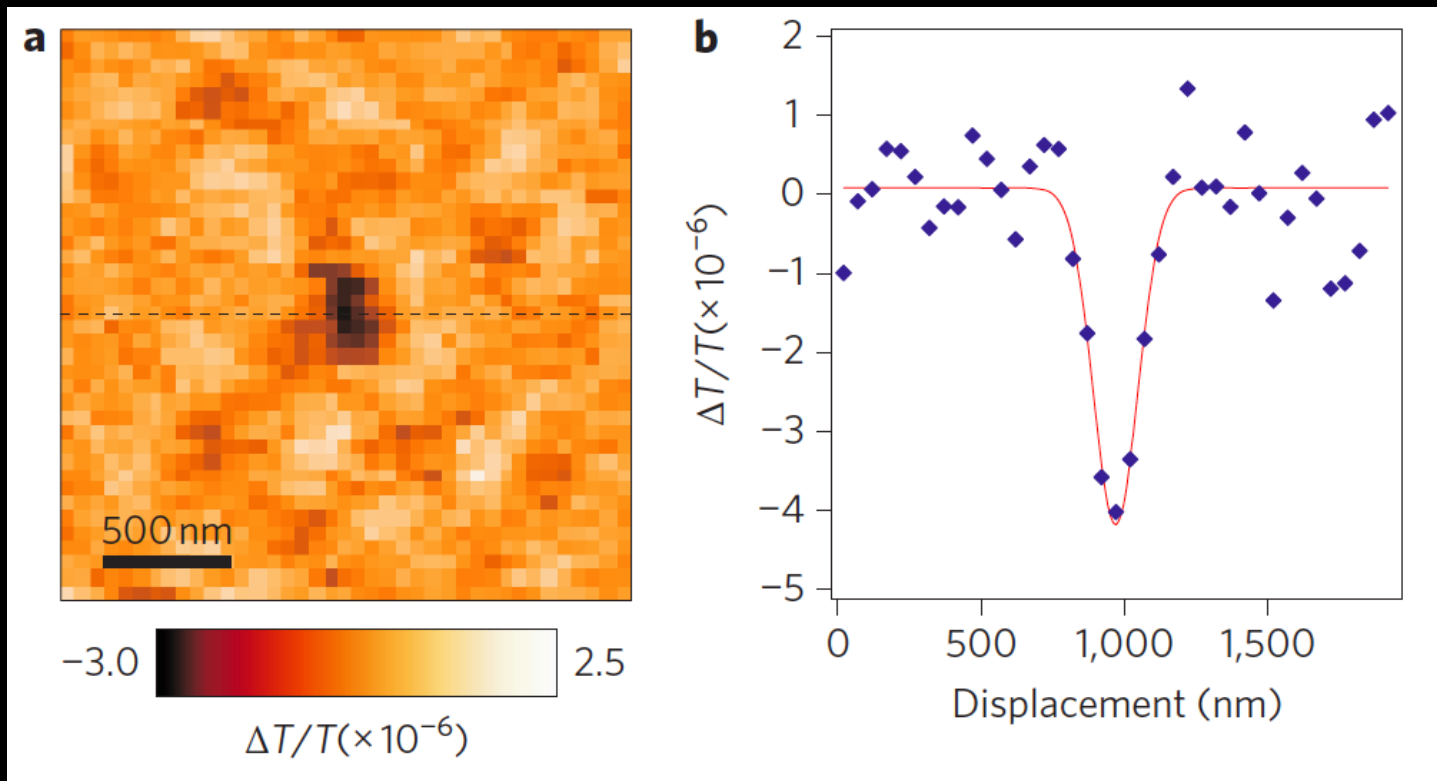 a
500 nm
−3.0
2.5
ΔT/T(×10⁻⁶)
b
2
1
0
−1
−2
−3
−4
−5
ΔT/T(×10⁻⁶)
0 500 1,000 1,500
Displacement (nm)